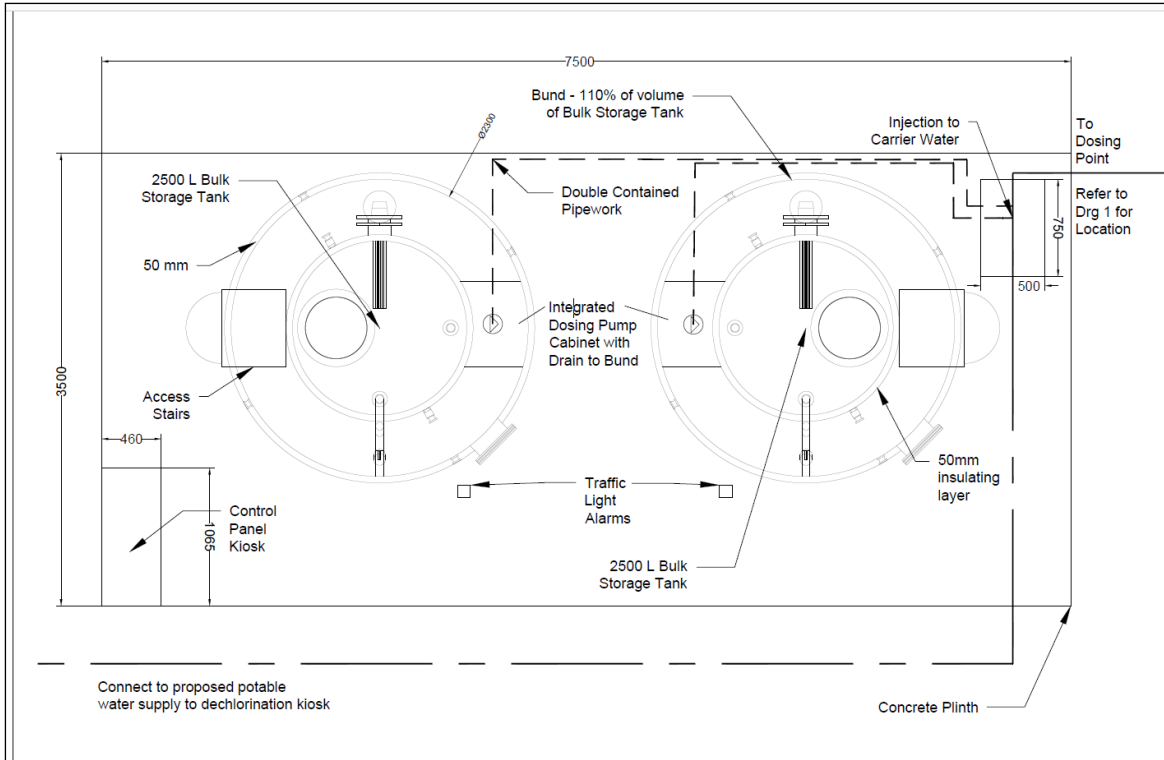 7500
Bund - 110% of volume
of Bulk Storage Tank
Ø2300
Injection to
Carrier Water
To
Dosing
Point
2500 L Bulk
Storage Tank
Double Contained
Pipework
Refer to
Drg 1 for
Location
750
50 mm
500
Integrated
Dosing Pump
Cabinet with
Drain to Bund
3500
Access
Stairs
460
50mm
insulating
layer
Traffic
Light
Alarms
Control
Panel
Kiosk
1065
2500 L Bulk
Storage Tank
Connect to proposed potable
water supply to dechlorination kiosk
Concrete Plinth